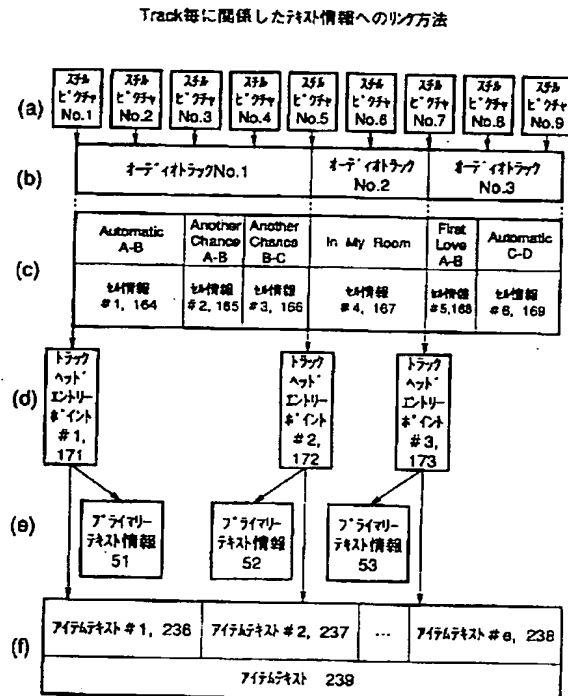 Track毎に関係したテキスト情報へのリンク方法
(a)
スチル ピクチャ No.1
スチル ピクチャ No.2
スチル ピクチャ No.3
スチル ピクチャ No.4
スチル ピクチャ No.5
スチル ピクチャ No.6
スチル ピクチャ No.7
スチル ピクチャ No.8
スチル ピクチャ No.9
(b)
オーディオトラックNo.1
オーディオトラック No.2
オーディオトラック No.3
(c)
Automatic A-B
Another Chance A-B
Another Chance B-C
In My Room
First Love A-B
Automatic C-D
セル情報 #1, 164
セル情報 #2, 165
セル情報 #3, 166
セル情報 #4, 167
セル情報 #5,168
セル情報 #6, 169
(d)
トラック ヘッド エントリー ポイント #1, 171
トラック ヘッド エントリー ポイント #2, 172
トラック ヘッド エントリー ポイント #3, 173
(e)
プライマリー テキスト情報 51
プライマリー テキスト情報 52
プライマリー テキスト情報 53
(f)
アイテムテキスト#1, 236
アイテムテキスト#2, 237
...
アイテムテキスト#e, 238
アイテムテキスト 239